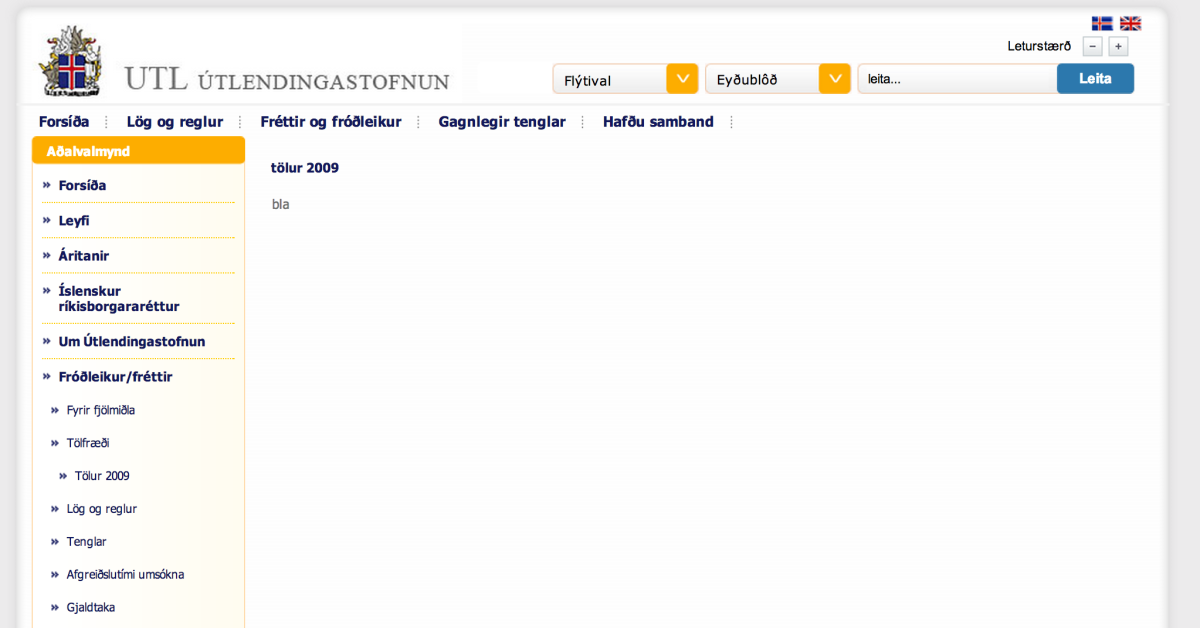 Leturstærð - +
UTL ÚTLENDINGASTOFNUN
Flýtival Eyðublôð leita... Leita
Forsíða Lög og reglur Fréttir og fróðleikur Gagnlegir tenglar Hafðu samband
Aðalvalmynd
tölur 2009
bla
» Forsíða
» Leyfi
» Áritanir
» Íslenskur
ríkisborgararéttur
» Um Útlendingastofnun
» Fróðleikur/fréttir
» Fyrir fjölmiðla
» Tölfræði
» Tölur 2009
» Lög og reglur
» Tenglar
» Afgreiðslutími umsókna
» Gjaldtaka